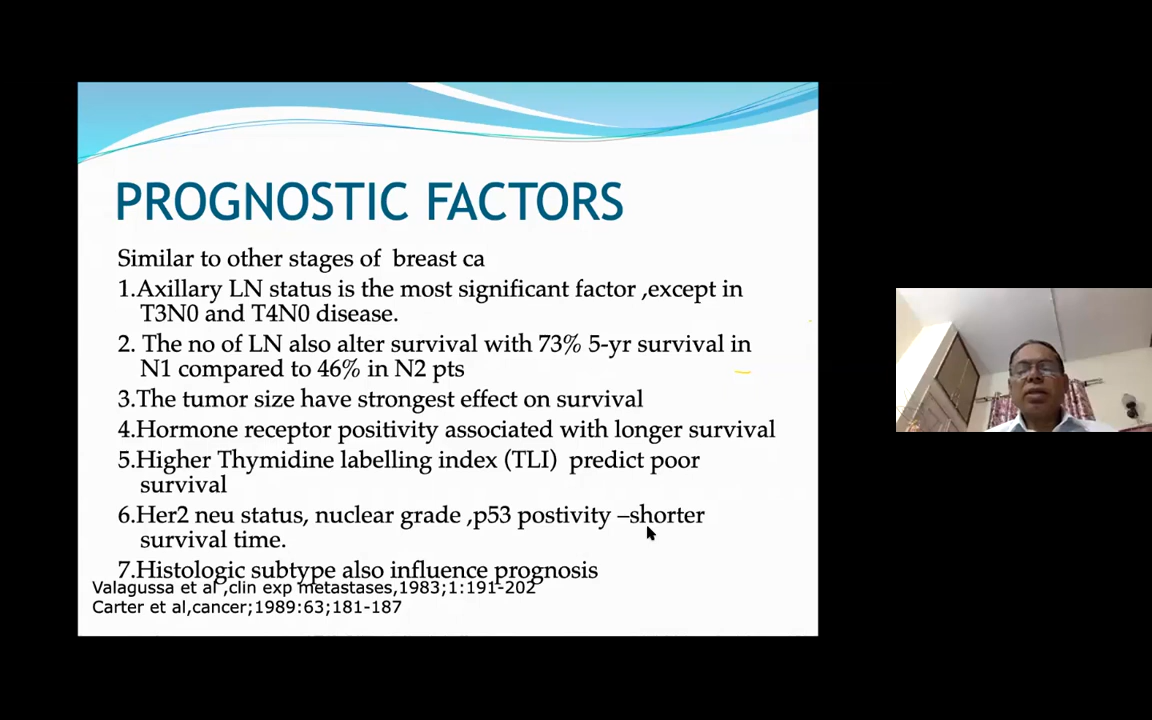 PROGNOSTIC FACTORS
Similar to other stages of breast ca
1.Axillary LN status is the most significant factor ,except in
T3N0 and T4N0 disease.
2. The no of LN also alter survival with 73% 5-yr survival in
N1 compared to 46% in N2 pts
3.The tumor size have strongest effect on survival
4.Hormone receptor positivity associated with longer survival
5.Higher Thymidine labelling index (TLI) predict poor
survival
6.Her2 neu status, nuclear grade ,p53 postivity –shorter
survival time.
7.Histologic subtype also influence prognosis
Valagussa et al ,clin exp metastases,1983;1:191-202
Carter et al,cancer;1989:63;181-187